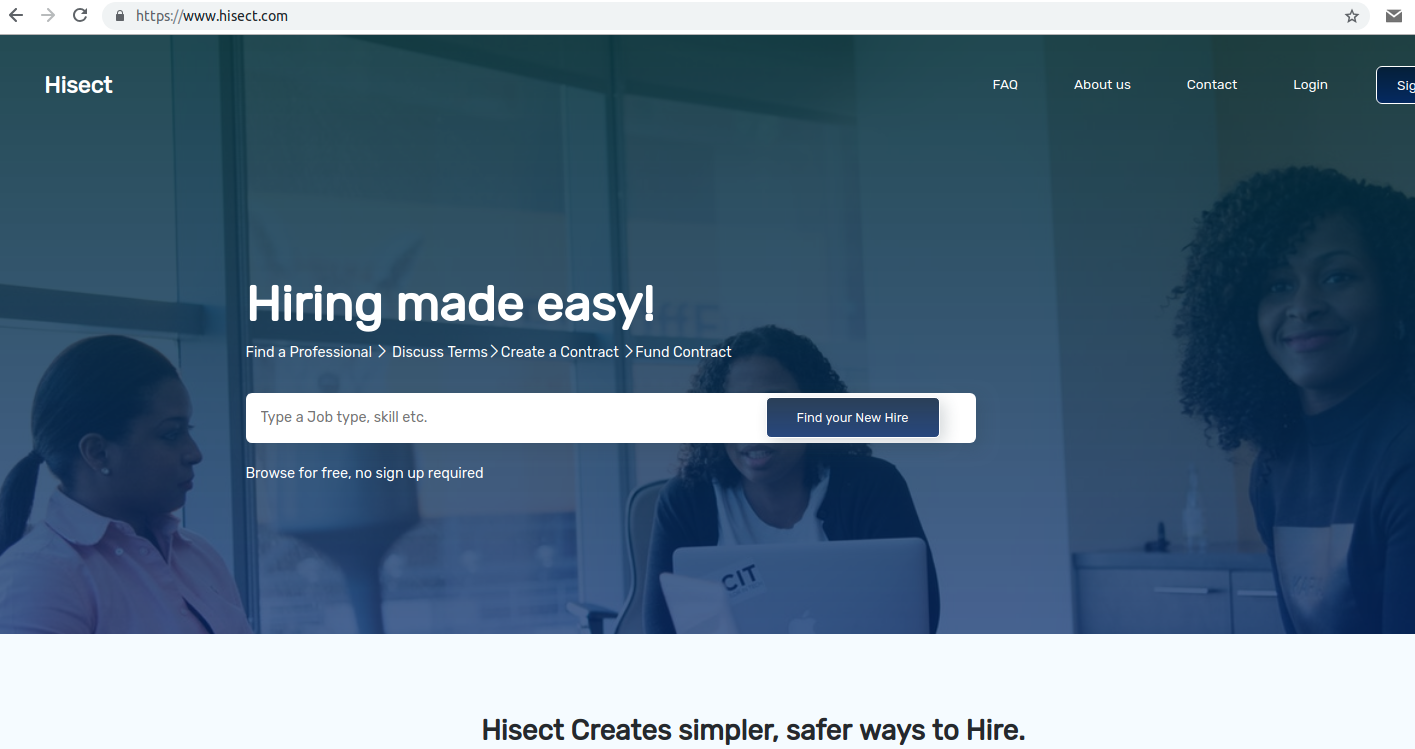 https://www.hisect.com
Hisect
FAQ
About us
Contact
Login
Hiring made easy!
Find a Professional > Discuss Terms > Create a Contract > Fund Contract
Type a Job type, skill etc.
Find your New Hire
Browse for free, no sign up required
CIT
Hisect Creates simpler, safer ways to Hire.